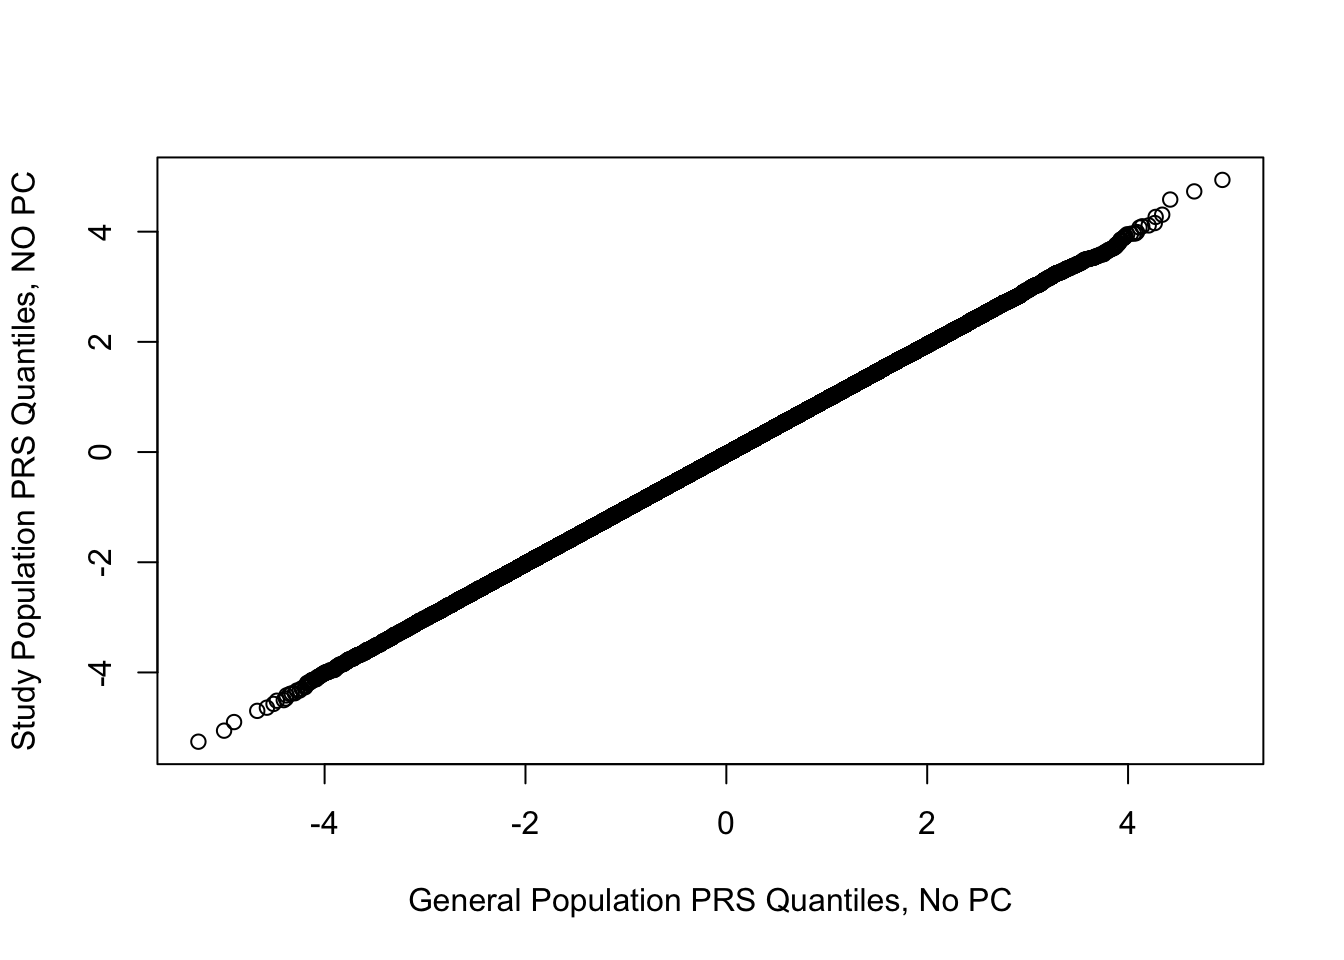 Study Population PRS Quantiles, NO PC
4
2
0
-2
-4
-4 -2 0 2 4
General Population PRS Quantiles, No PC